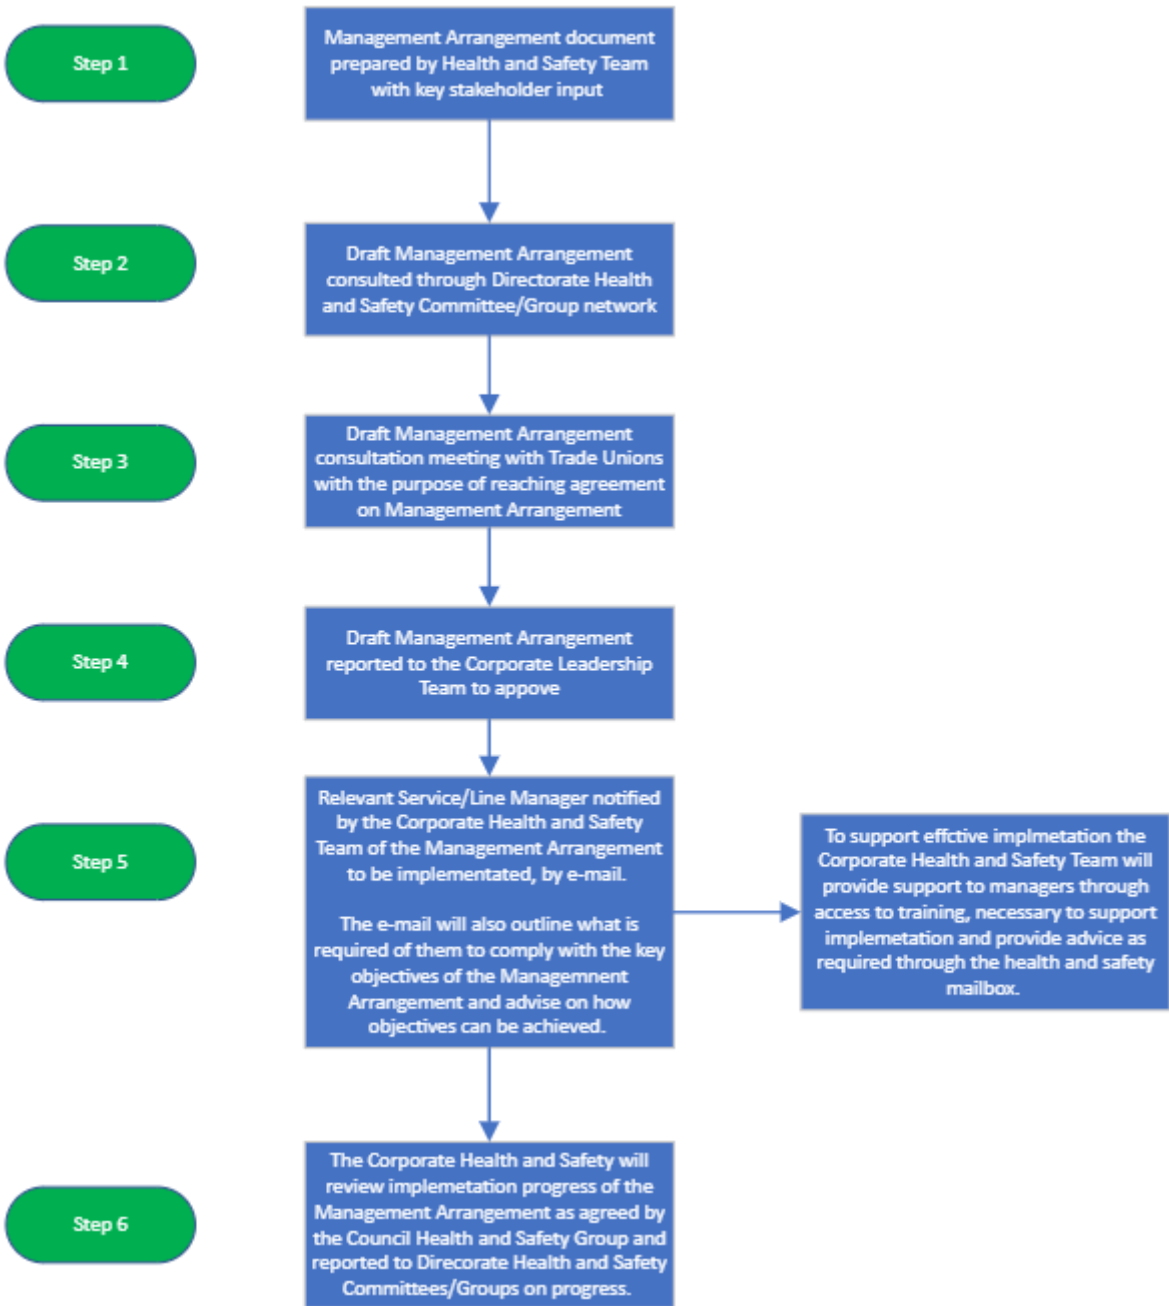 Step 1
Management Arrangement document
prepared by Health and Safety Team
with key stakeholder input
Step 2
Draft Management Arrangement
consulted through Directorate Health
and Safety Committee/Group network
Step 3
Draft Management Arrangement
consultation meeting with Trade Unions
with the purpose of reaching agreement
on Management Arrangement
Step 4
Draft Management Arrangement
reported to the Corporate Leadership
Team to appove
Step 5
Relevant Service/Line Manager notified
by the Corporate Health and Safety
Team of the Management Arrangement
to be implementated, by e-mail.
The e-mail will also outline what is
required of them to comply with the key
objectives of the Managemnent
Arrangement and advise on how
objectives can be achieved.
To support effctive implmetation the
Corporate Health and Safety Team will
provide support to managers through
access to training, necessary to support
implemetation and provide advice as
required through the health and safety
mailbox.
Step 6
The Corporate Health and Safety will
review implemetation progress of the
Management Arrangement as agreed by
the Council Health and Safety Group and
reported to Direcorate Health and Safety
Committees/Groups on progress.